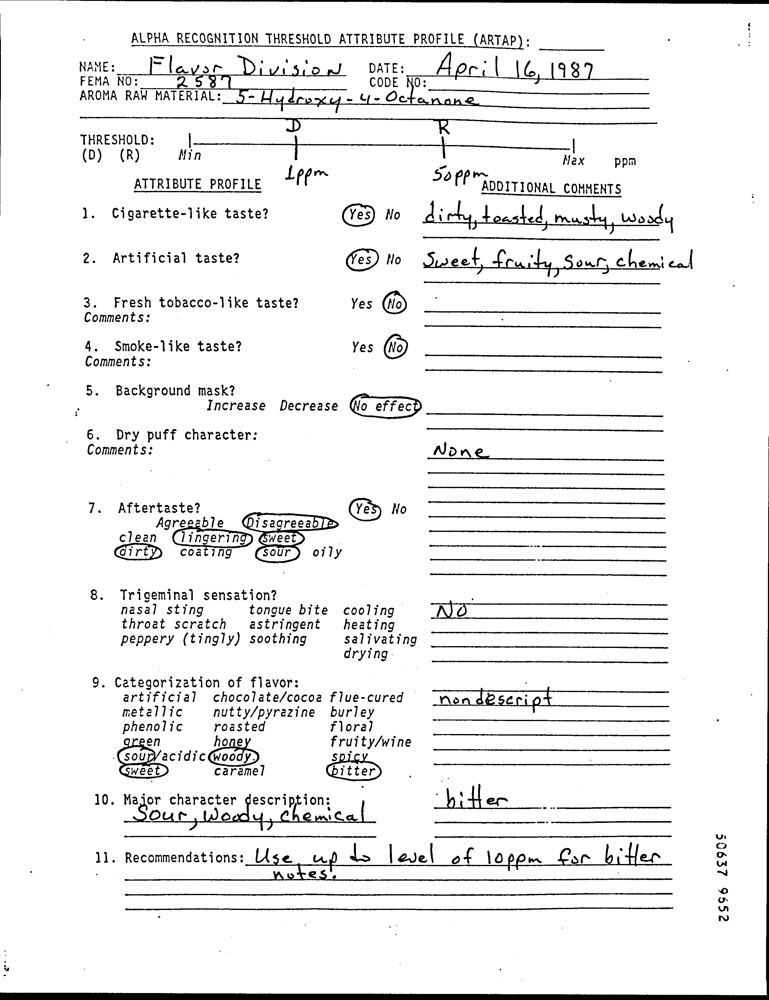 ALPHA RECOGNITION THRESHOLD ATTRIBUTE PROFILE (ARTAP):
NAME: Flavor Division DATE: April 16, 1987
FEMA NO: 2587 CODE NO:
AROMA RAW MATERIAL: 5-Hydroxy-4-Octanone
D R
THRESHOLD:
(D) (R) Min Max ppm
1ppm 50ppm
ATTRIBUTE PROFILE ADDITIONAL COMMENTS
1. Cigarette-like taste? Yes No dirty, toasted, musty, woody
2. Artificial taste? Yes No Sweet, fruity, Sour, chemical
3. Fresh tobacco-like taste? Yes No
Comments:
4. Smoke-like taste? Yes No
Comments:
5. Background mask?
Increase Decrease No effect
6. Dry puff character:
Comments: None
7. Aftertaste? Yes No
Agreeable Disagreeable
clean lingering sweet
dirty coating sour oily
8. Trigeminal sensation?
nasal sting tongue bite cooling No
throat scratch astringent heating
peppery (tingly) soothing salivating
drying
9. Categorization of flavor:
artificial chocolate/cocoa flue-cured nondescript
metallic nutty/pyrazine burley
phenolic roasted floral
green honey fruity/wine
sour/acidic woody spicy
sweet caramel bitter
10. Major character description: bitter
Sour, Woody, chemical
11. Recommendations: Use up to level of 10ppm for bitter
notes.
50637 9552